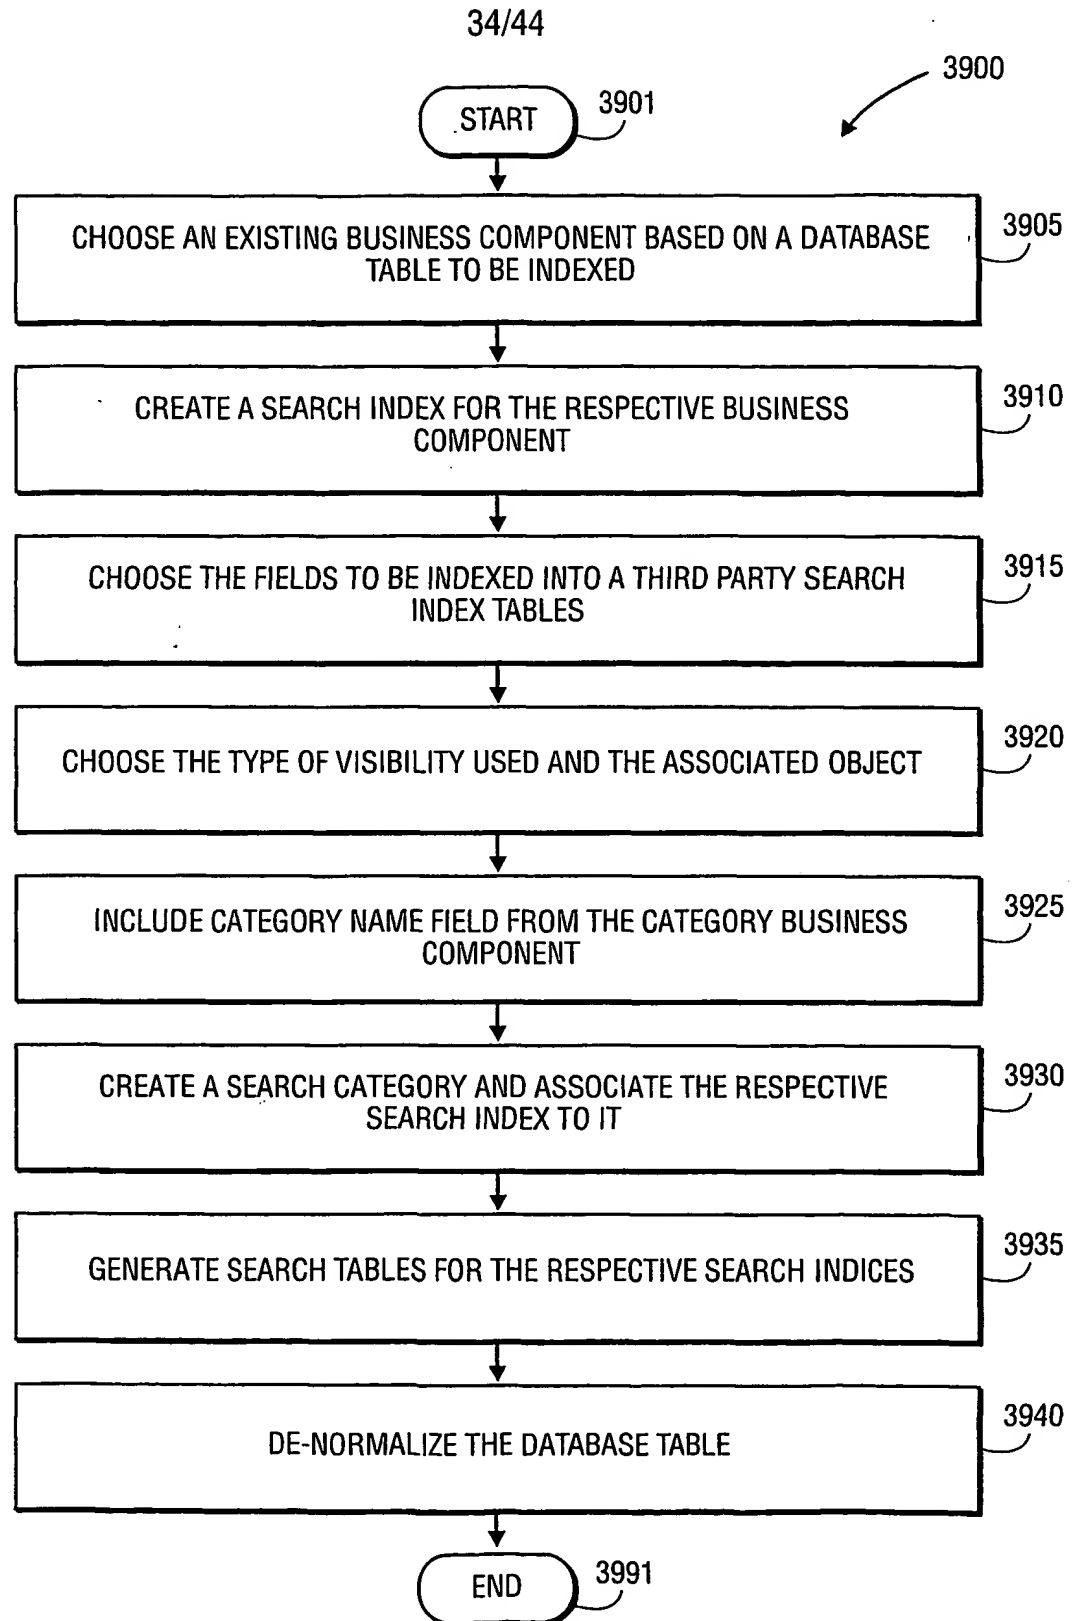 34/44
3900
START
3901
CHOOSE AN EXISTING BUSINESS COMPONENT BASED ON A DATABASE
TABLE TO BE INDEXED
3905
CREATE A SEARCH INDEX FOR THE RESPECTIVE BUSINESS
COMPONENT
3910
CHOOSE THE FIELDS TO BE INDEXED INTO A THIRD PARTY SEARCH
INDEX TABLES
3915
CHOOSE THE TYPE OF VISIBILITY USED AND THE ASSOCIATED OBJECT
3920
INCLUDE CATEGORY NAME FIELD FROM THE CATEGORY BUSINESS
COMPONENT
3925
CREATE A SEARCH CATEGORY AND ASSOCIATE THE RESPECTIVE
SEARCH INDEX TO IT
3930
GENERATE SEARCH TABLES FOR THE RESPECTIVE SEARCH INDICES
3935
DE-NORMALIZE THE DATABASE TABLE
3940
END
3991